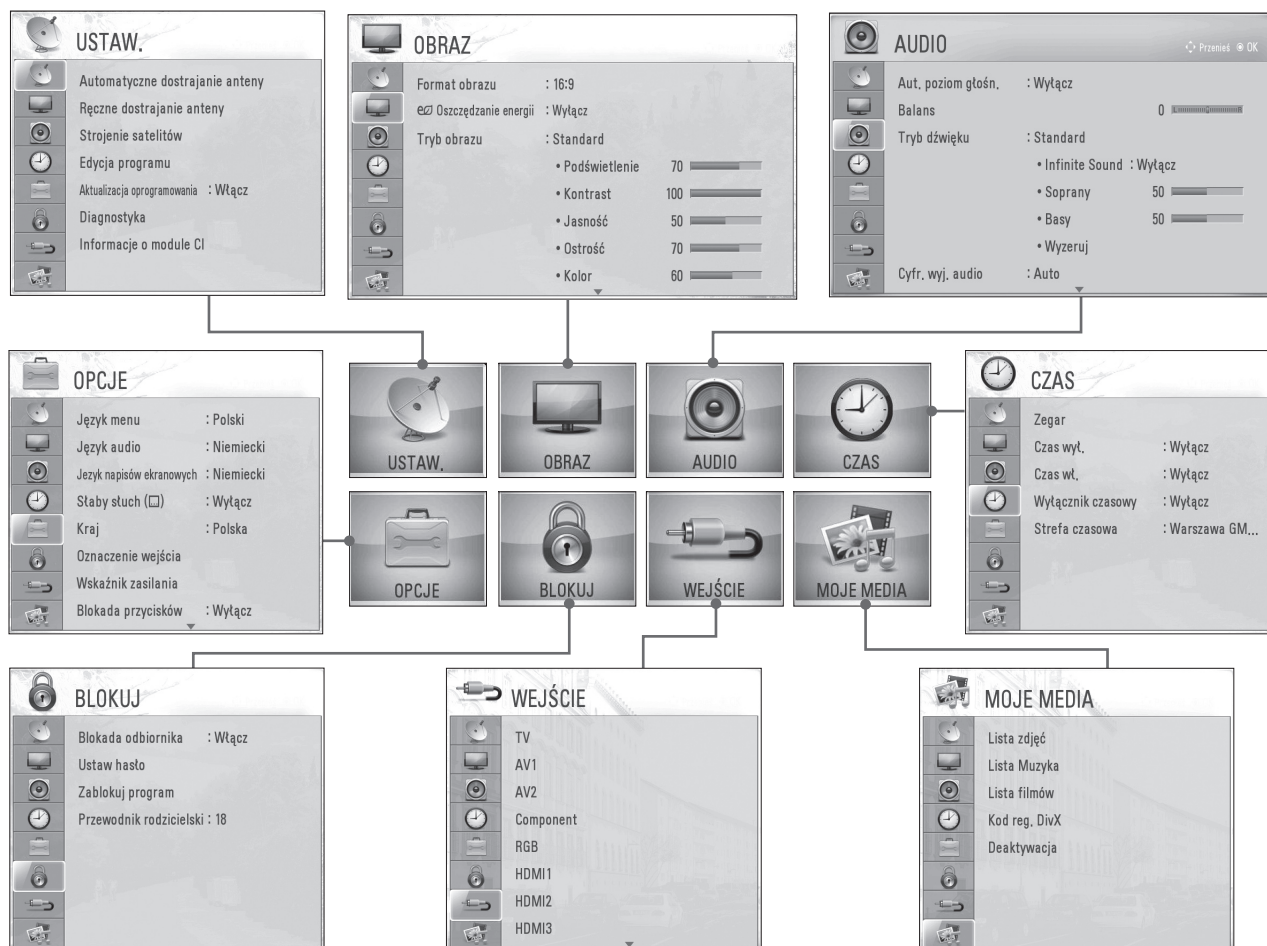 USTAW.
Automatyczne dostrajanie anteny
Ręczne dostrajanie anteny
Strojenie satelitów
Edycja programu
Aktualizacja oprogramowania : Włącz
Diagnostyka
Informacje o module CI
OBRAZ
Format obrazu : 16:9
Oszczędzanie energii : Wyłącz
Tryb obrazu : Standard
• Podświetlenie 70
• Kontrast 100
• Jasność 50
• Ostrość 70
• Kolor 60
AUDIO
Przenieś OK
Aut. poziom głośn. : Wyłącz
Balans 0 L R
Tryb dźwięku : Standard
• Infinite Sound : Wyłącz
• Soprany 50
• Basy 50
• Wyzeruj
Cyfr. wyj. audio : Auto
OPCJE
Język menu : Polski
Język audio : Niemiecki
Jezyk napisów ekranowych : Niemiecki
Słaby słuch ( ) : Wyłącz
Kraj : Polska
Oznaczenie wejścia
Wskaźnik zasilania
Blokada przycisków : Wyłącz
USTAW.
OBRAZ
AUDIO
CZAS
OPCJE
BLOKUJ
WEJŚCIE
MOJE MEDIA
CZAS
Zegar
Czas wył. : Wyłącz
Czas wł. : Wyłącz
Wyłącznik czasowy : Wyłącz
Strefa czasowa : Warszawa GM...
BLOKUJ
Blokada odbiornika : Włącz
Ustaw hasło
Zablokuj program
Przewodnik rodzicielski : 18
WEJŚCIE
TV
AV1
AV2
Component
RGB
HDMI1
HDMI2
HDMI3
MOJE MEDIA
Lista zdjęć
Lista Muzyka
Lista filmów
Kod reg. DivX
Deaktywacja